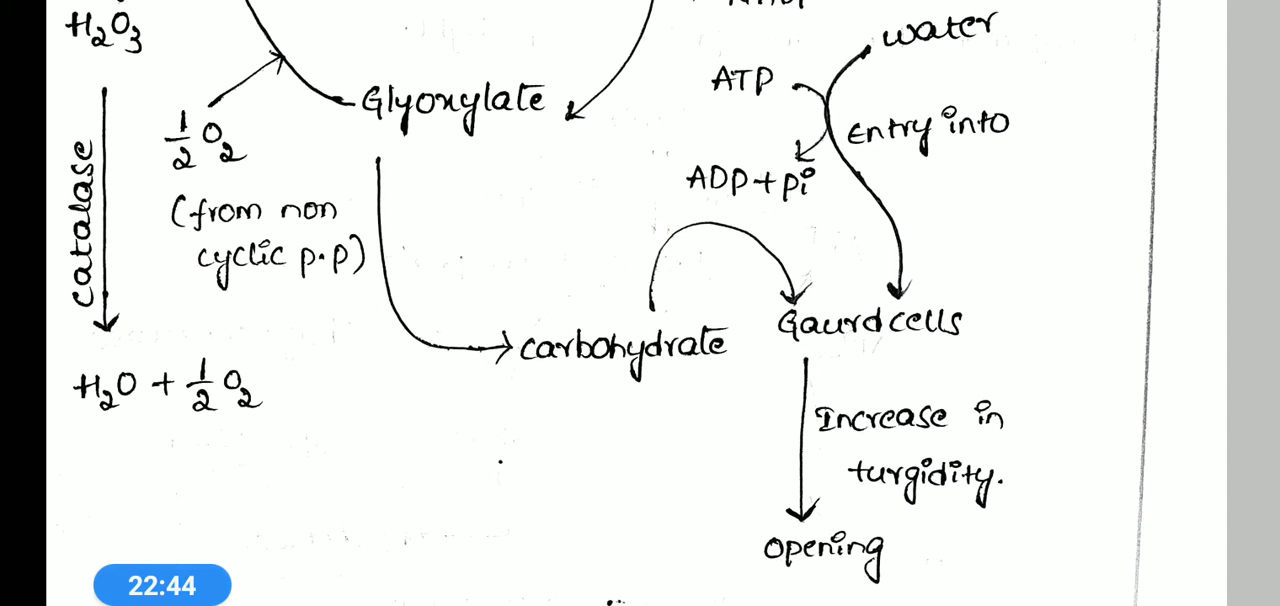 H₂O₃
water
ATP
Glyoxylate
Entry into
½ O₂
ADP + Pi
catalase
(from non
cyclic p.p)
Gaurd cells
carbohydrate
H₂O + ½ O₂
Increase in
turgidity.
opening
22:44